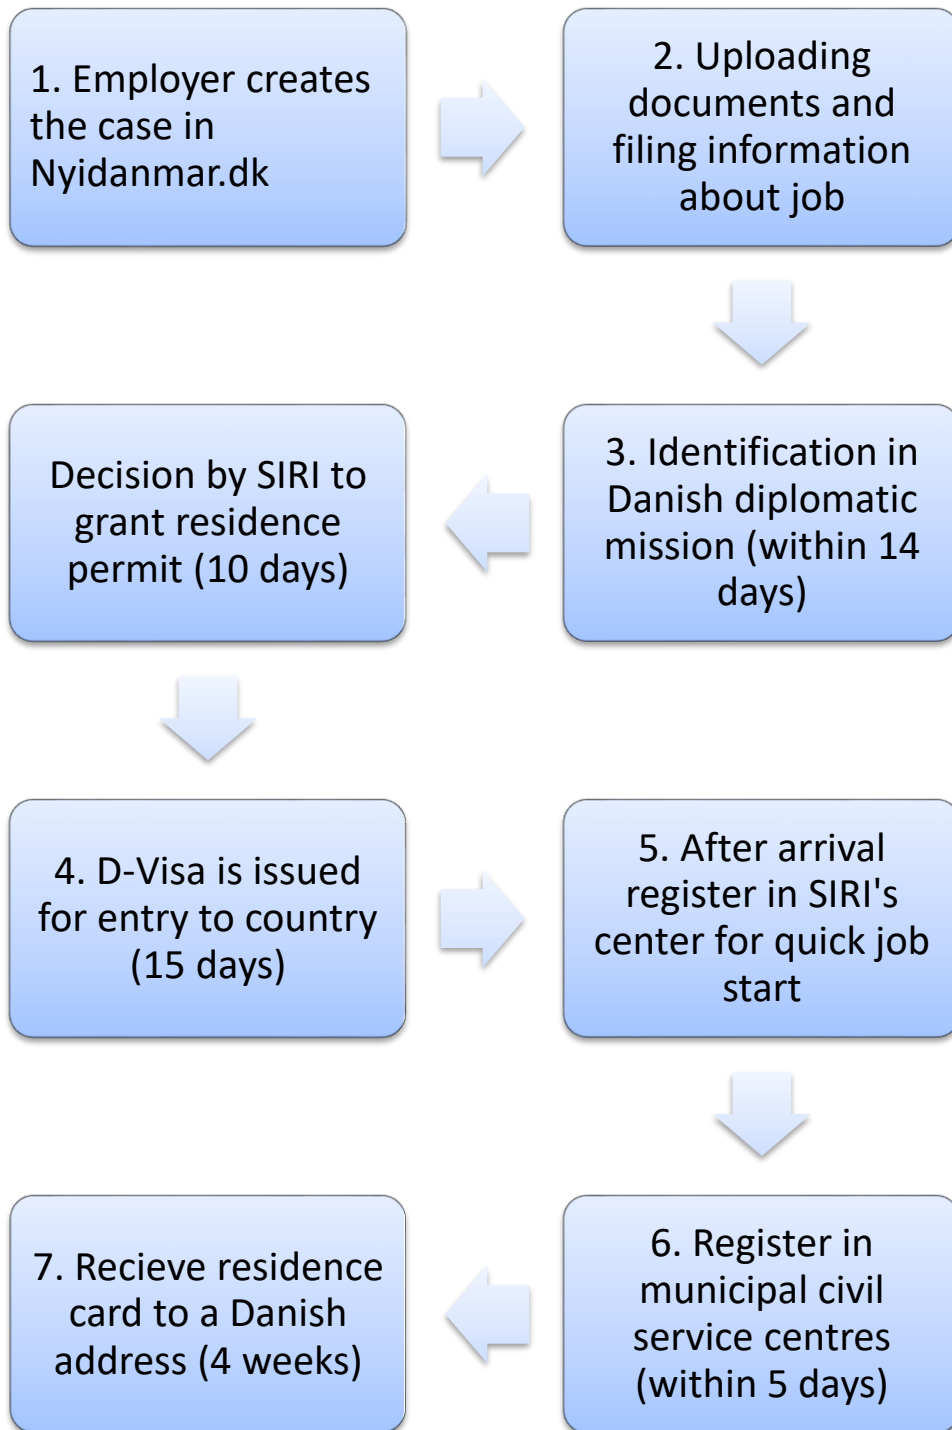 1. Employer creates
the case in
Nyidanmar.dk
2. Uploading
documents and
filing information
about job
3. Identification in
Danish diplomatic
mission (within 14
days)
Decision by SIRI to
grant residence
permit (10 days)
4. D-Visa is issued
for entry to country
(15 days)
5. After arrival
register in SIRI's
center for quick job
start
6. Register in
municipal civil
service centres
(within 5 days)
7. Recieve residence
card to a Danish
address (4 weeks)